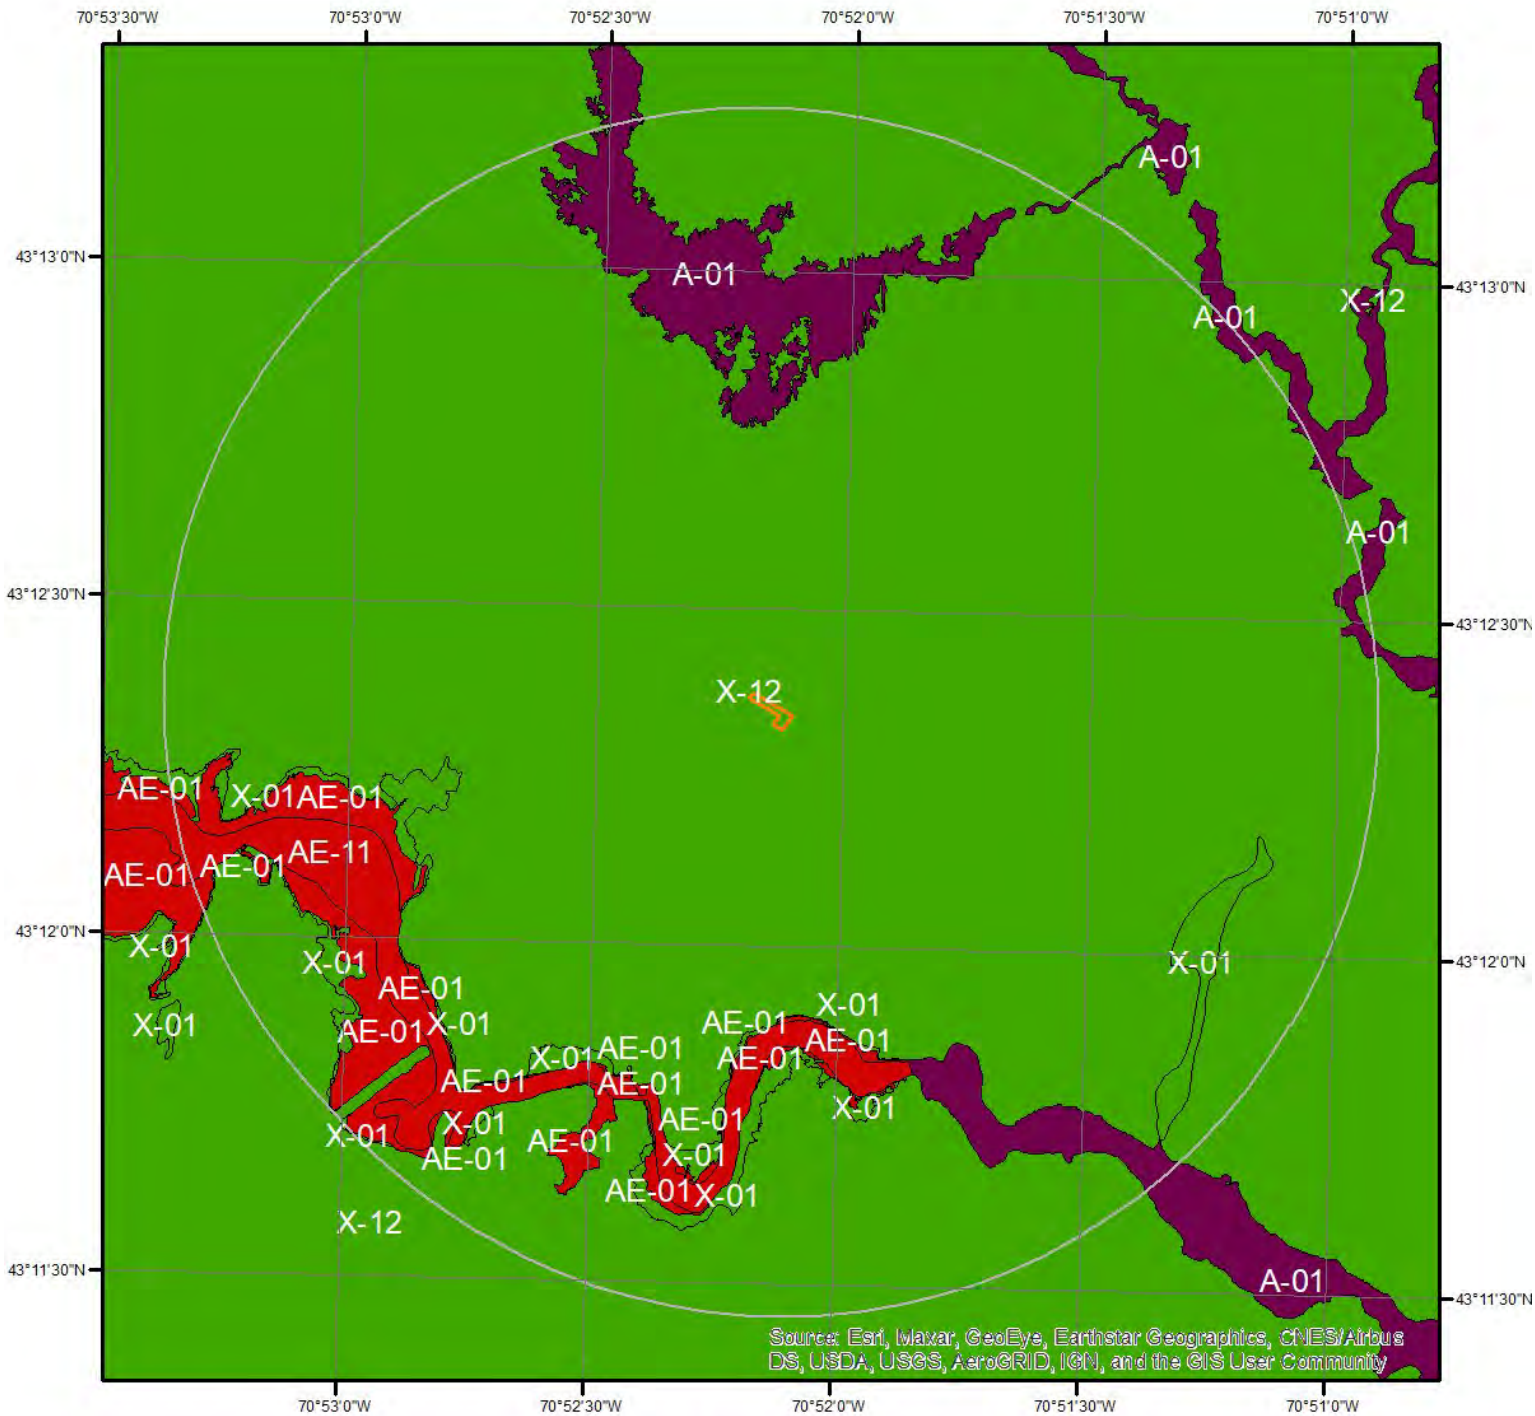 70°53'30"W 70°53'0"W 70°52'30"W 70°52'0"W 70°51'30"W 70°51'0"W
A-01
43°13'0"N
A-01
43°13'0"N
X-12
A-01
A-01
43°12'30"N
43°12'30"N
X-12
AE-01
X-01 AE-01
AE-11
AE-01
AE-01
43°12'0"N
X-01
X-01
X-01
43°12'0"N
AE-01
X-01
X-01
AE-01
X-01
AE-01
AE-01
X-01
AE-01
AE-01
AE-01
AE-01
X-01
X-01
AE-01
X-01
AE-01
AE-01
X-01
AE-01
X-01
X-12
43°11'30"N
A-01
43°11'30"N
Source: Esri, Maxar, GeoEye, Earthstar Geographics, CNES/Airbus
DS, USDA, USGS, AeroGRID, IGN, and the GIS User Community
70°53'0"W 70°52'30"W 70°52'0"W 70°51'30"W 70°51'0"W